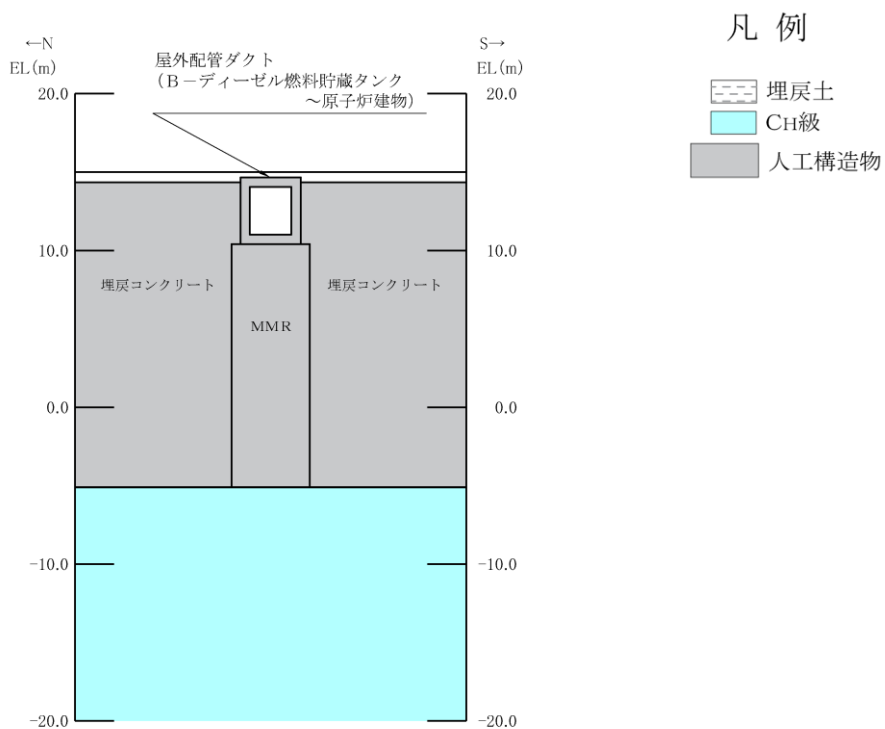 凡 例
←N
EL(m)
S→
EL(m)
屋外配管ダクト
(B-ディーゼル燃料貯蔵タンク
~原子炉建物)
埋戻土
CH級
人工構造物
20.0
20.0
10.0
10.0
埋戻コンクリート
埋戻コンクリート
MMR
0.0
0.0
-10.0
-10.0
-20.0
-20.0